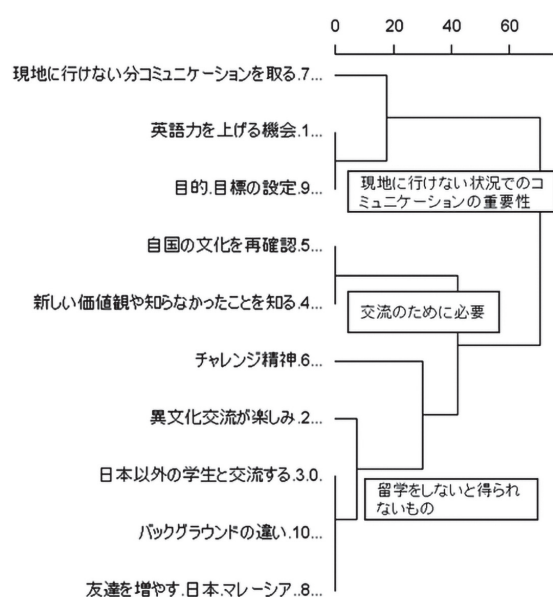 0 20 40 60
現地に行けない分コミュニケーションを取る.7...
英語力を上げる機会.1...
目的.目標の設定.9...
現地に行けない状況でのコ
ミュニケーションの重要性
自国の文化を再確認.5...
新しい価値観や知らなかったことを知る.4...
交流のために必要
チャレンジ精神.6...
異文化交流が楽しみ.2...
日本以外の学生と交流する.3.0.
留学をしないと得られ
ないもの
バックグラウンドの違い.10...
友達を増やす.日本.マレーシア..8...